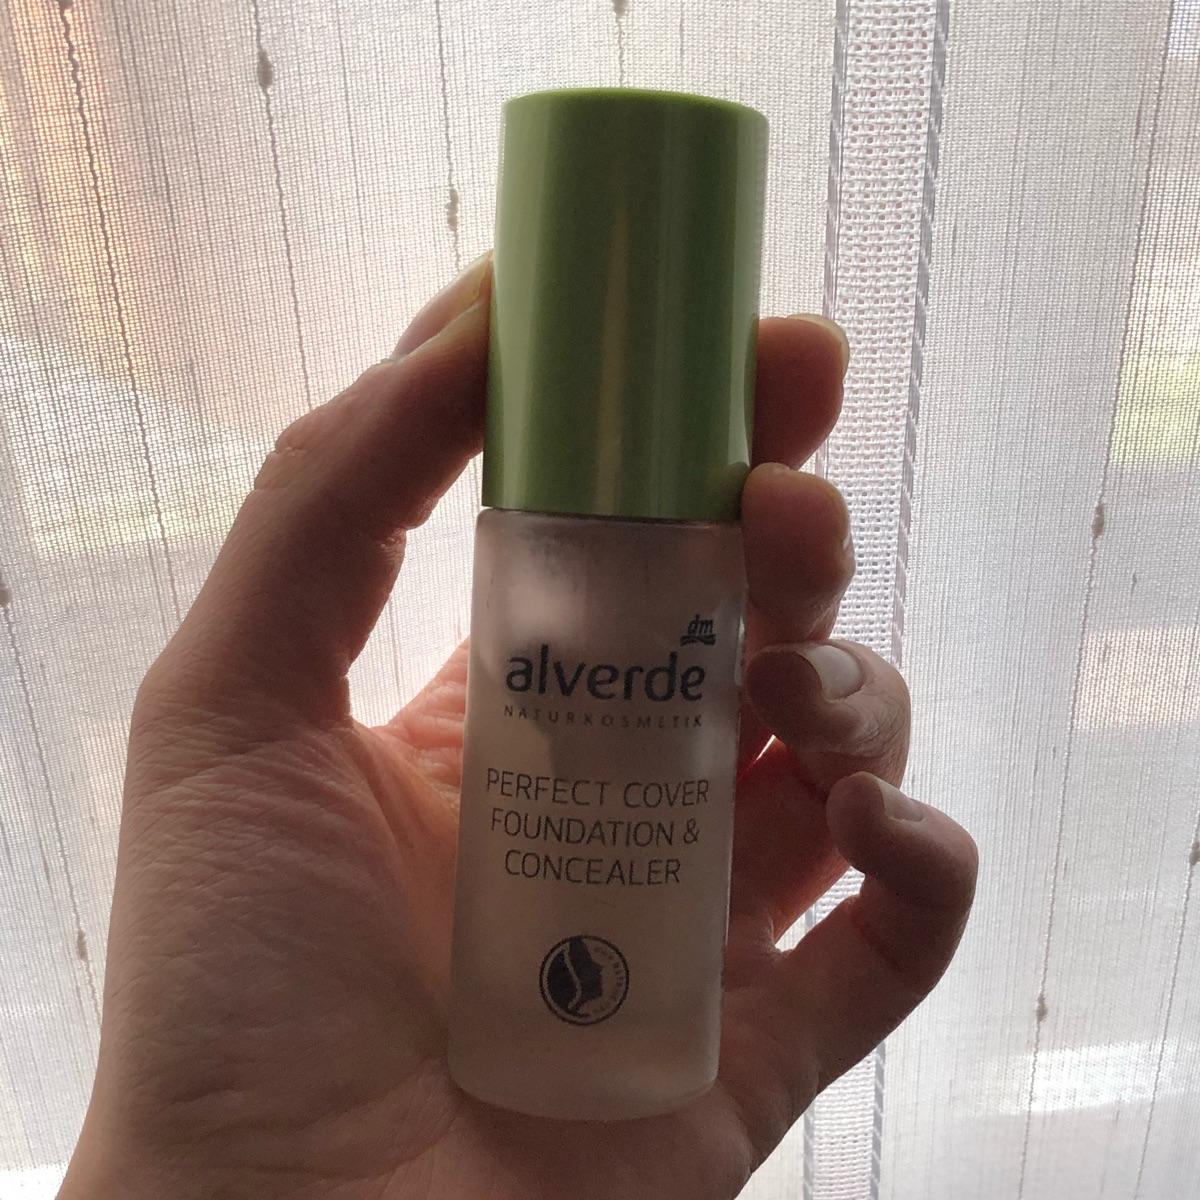 dm
alverde
NATURKOSMETIK
PERFECT COVER
FOUNDATION &
CONCEALER